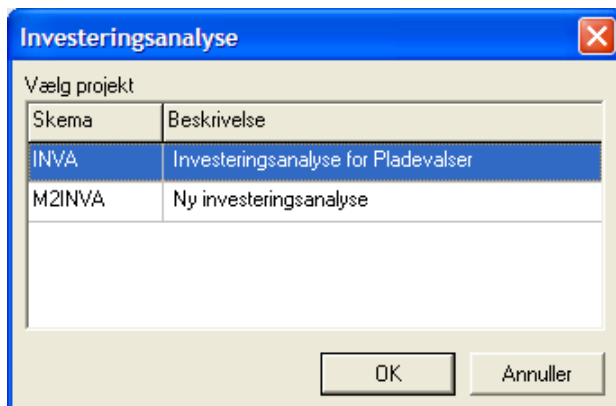 Investeringsanalyse
Vælg projekt
Skema Beskrivelse
INVA Investeringsanalyse for Pladevalser
M2INVA Ny investeringsanalyse
OK Annuller